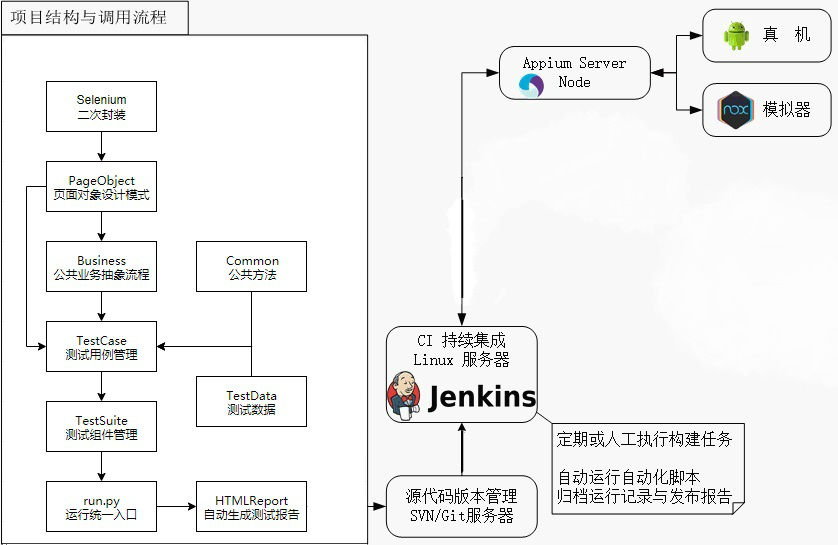 项目结构与调用流程
Selenium
二次封装
PageObject
页面对象设计模式
Business
公共业务抽象流程
Common
公共方法
TestCase
测试用例管理
TestData
测试数据
TestSuite
测试组件管理
run.py
运行统一入口
HTMLReport
自动生成测试报告
Appium Server
Node
真 机
nox
模拟器
CI 持续集成
Linux 服务器
Jenkins
定期或人工执行构建任务
自动运行自动化脚本
归档运行记录与发布报告
源代码版本管理
SVN/Git服务器